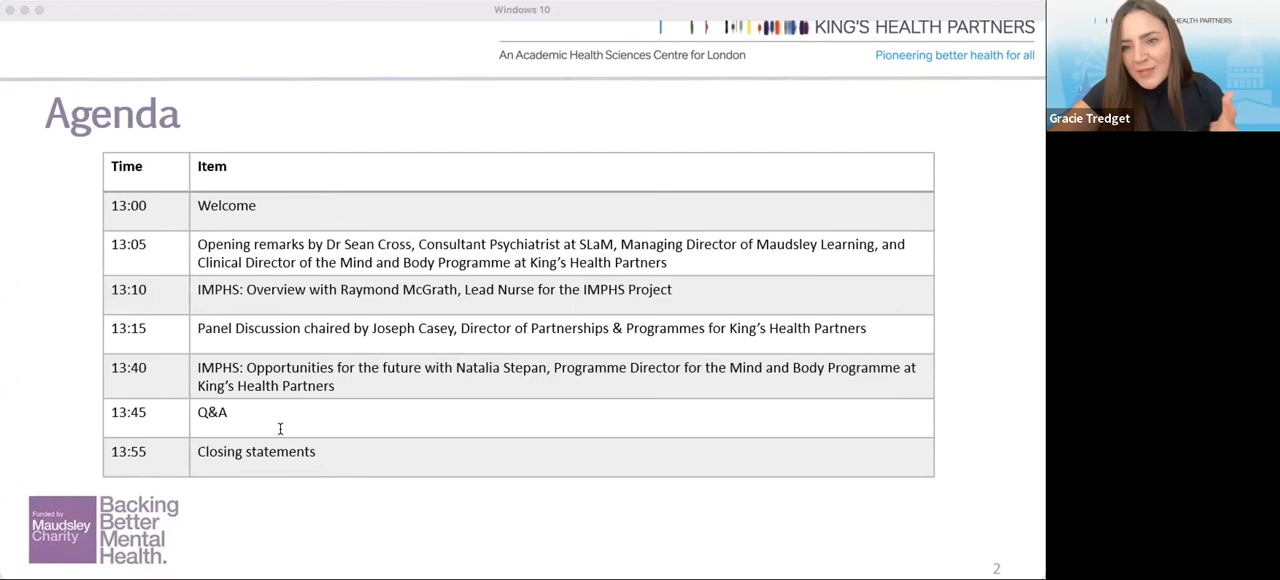 Windows 10
KING'S HEALTH PARTNERS
An Academic Health Sciences Centre for London
Pioneering better health for all
HEALTH PARTNERS
Gracie Tredget
Agenda
Time Item
13:00 Welcome
13:05 Opening remarks by Dr Sean Cross, Consultant Psychiatrist at SLaM, Managing Director of Maudsley Learning, and
Clinical Director of the Mind and Body Programme at King's Health Partners
13:10 IMPHS: Overview with Raymond McGrath, Lead Nurse for the IMPHS Project
13:15 Panel Discussion chaired by Joseph Casey, Director of Partnerships & Programmes for King's Health Partners
13:40 IMPHS: Opportunities for the future with Natalia Stepan, Programme Director for the Mind and Body Programme at
King's Health Partners
13:45 Q&A
13:55 Closing statements
Funded by
Maudsley
Charity
Backing
Better
Mental
Health.
2